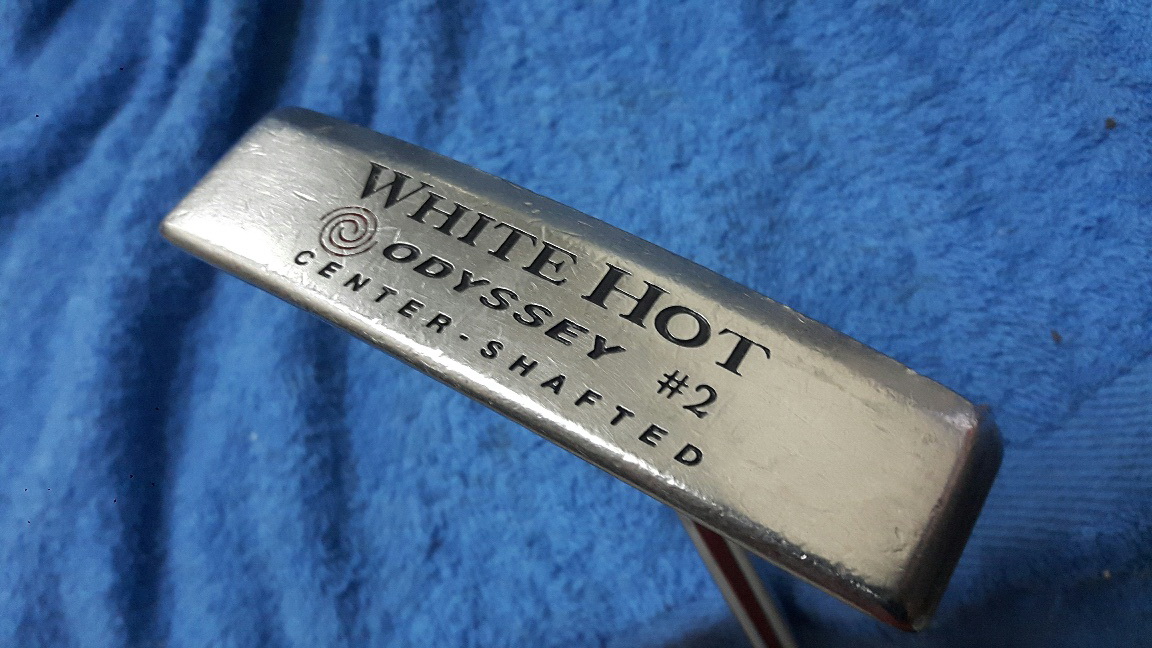 WHITE HOT
ODYSSEY #2
CENTER-SHAFTED